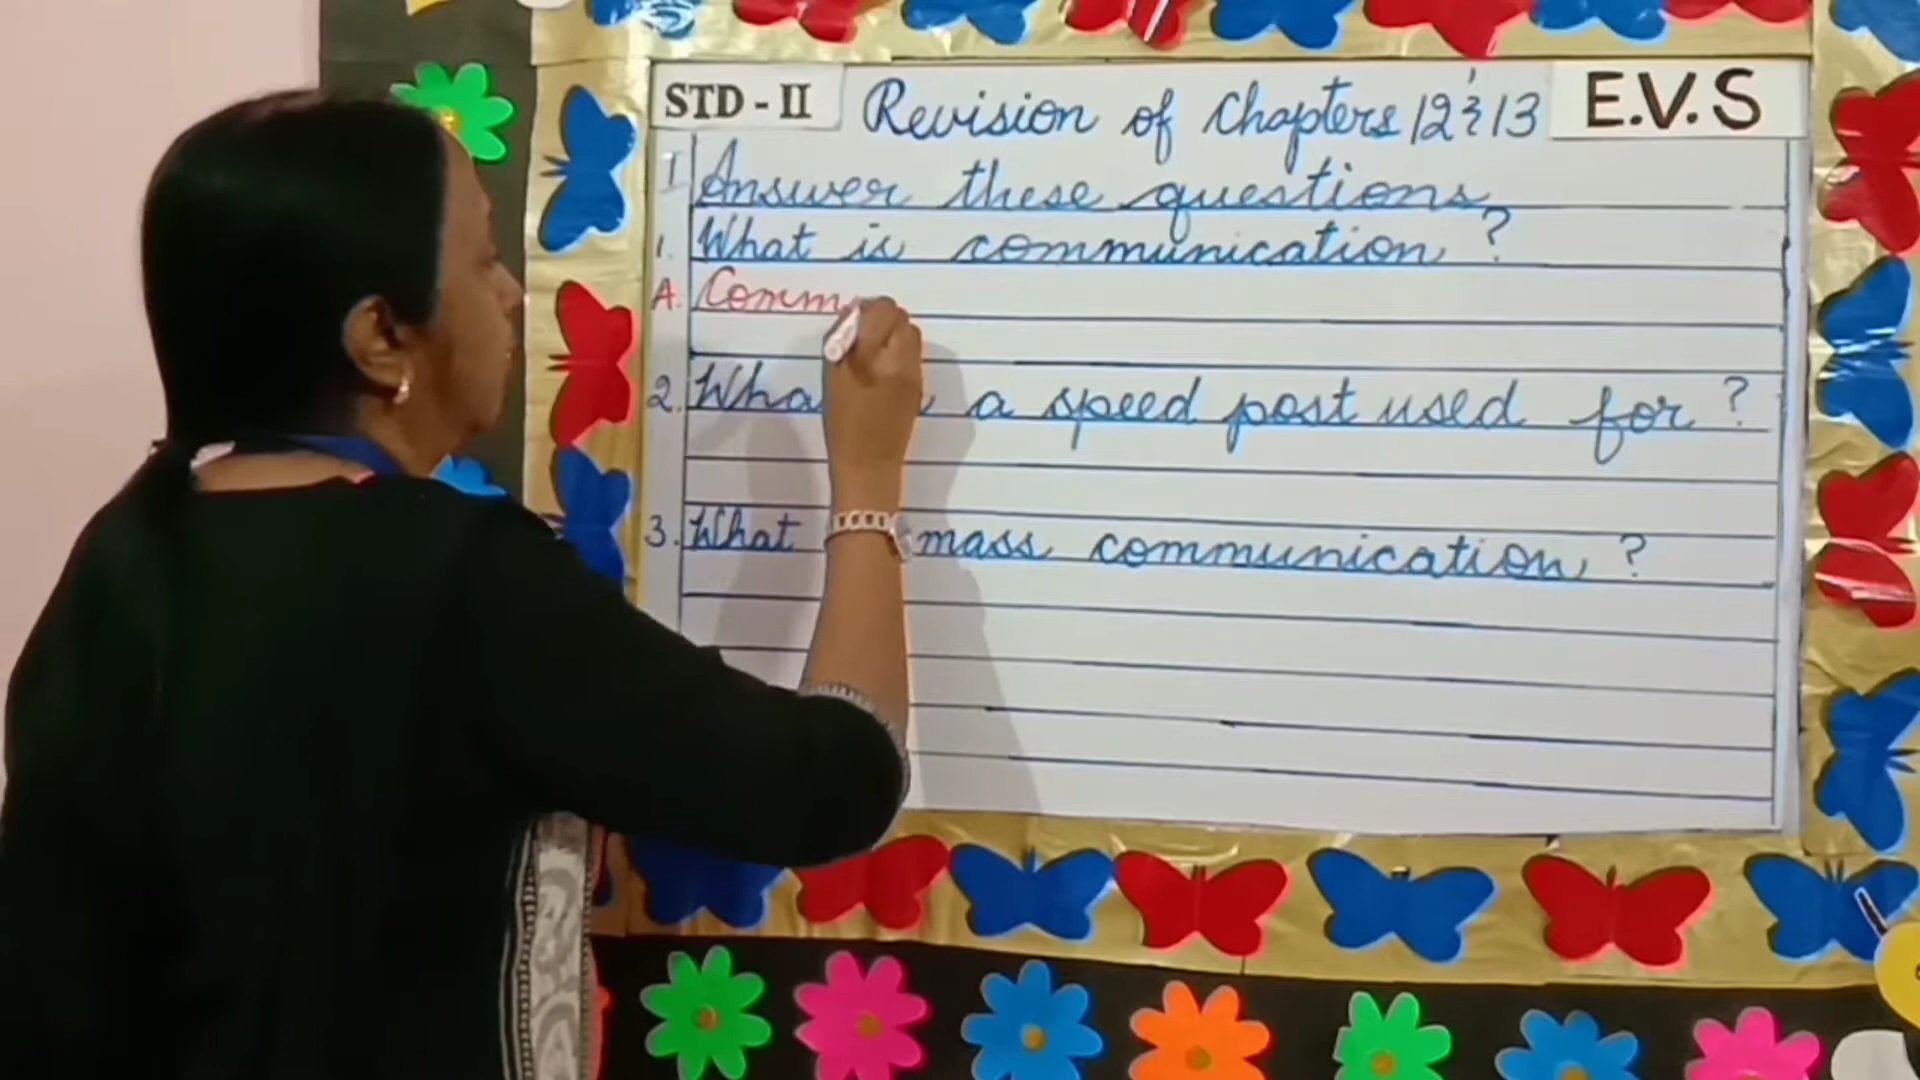 STD - II Revision of Chapters 12 & 13 E.V.S
I Answer these questions
1. What is communication ?
A. Comm
2. Wha a speed post used for ?
3. What mass communication ?